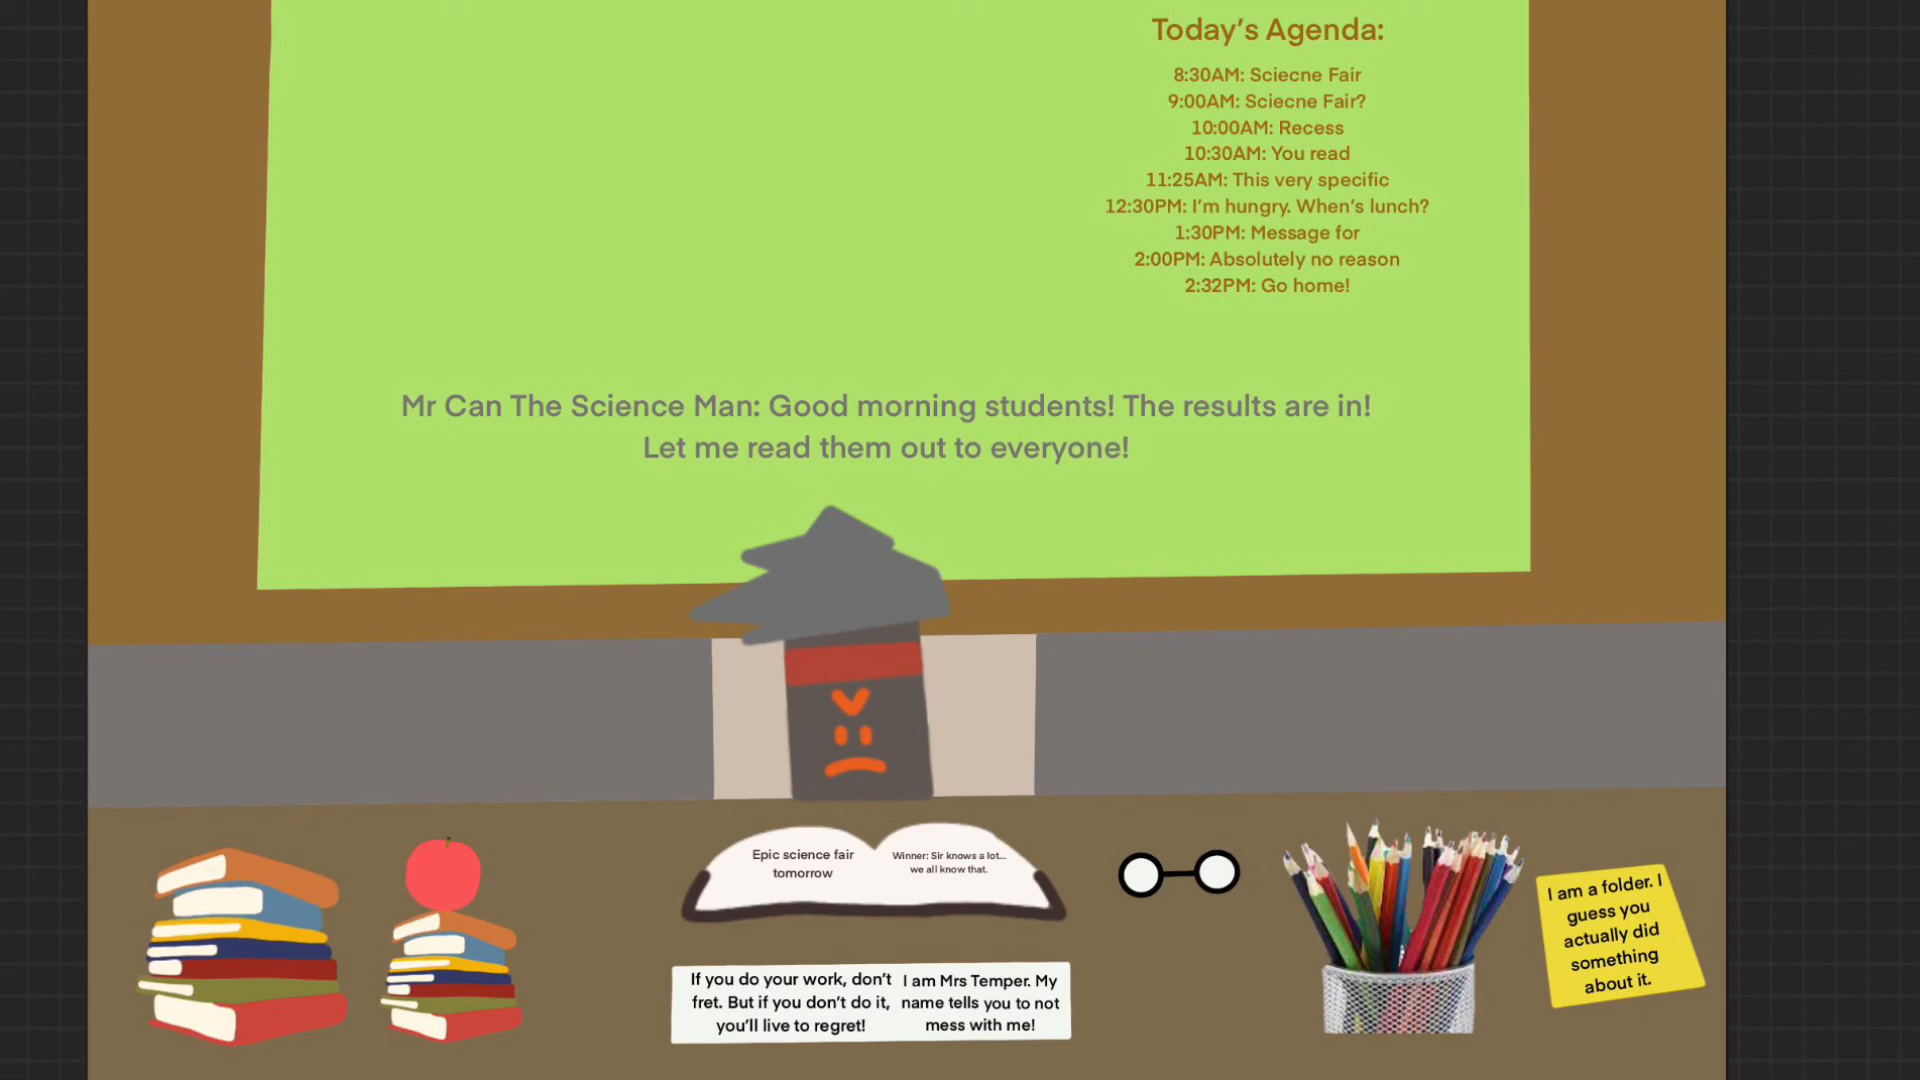 Today's Agenda:
8:30AM: Sciecne Fair
9:00AM: Sciecne Fair?
10:00AM: Recess
10:30AM: You read
11:25AM: This very specific
12:30PM: I'm hungry. When's lunch?
1:30PM: Message for
2:00PM: Absolutely no reason
2:32PM: Go home!
Mr Can The Science Man: Good morning students! The results are in!
Let me read them out to everyone!
Epic science fair
tomorrow
Winner: Sir knows a lot...
we all know that.
If you do your work, don't
fret. But if you don't do it,
you'll live to regret!
I am Mrs Temper. My
name tells you to not
mess with me!
I am a folder. I
guess you
actually did
something
about it.